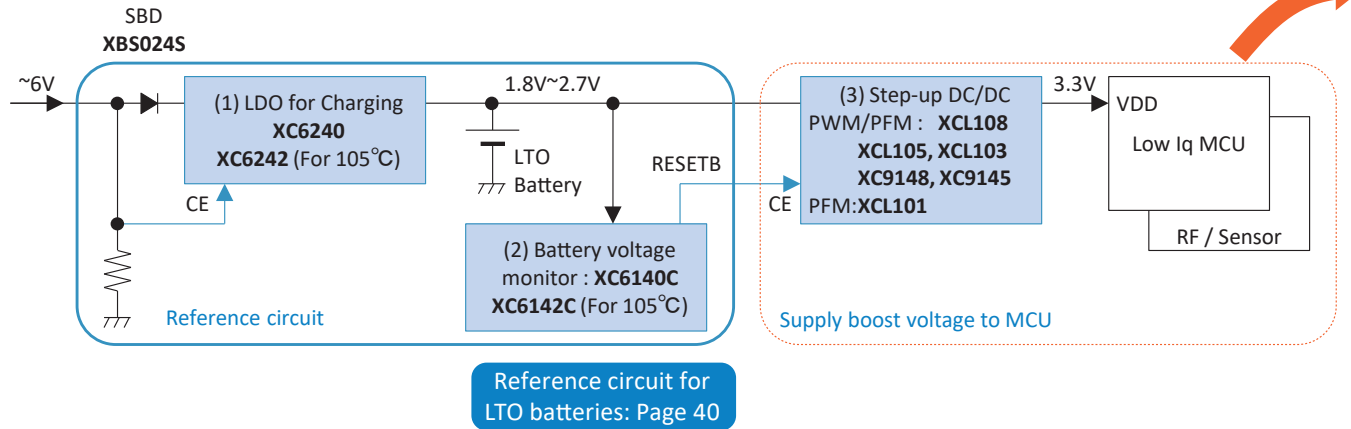 SBD
XBS024S
~6V
(1) LDO for Charging
XC6240
XC6242 (For 105℃)
CE
1.8V~2.7V
LTO
Battery
RESETB
(2) Battery voltage
monitor : XC6140C
XC6142C (For 105℃)
Reference circuit
(3) Step-up DC/DC
PWM/PFM : XCL108
XCL105, XCL103
XC9148, XC9145
PFM:XCL101
CE
3.3V
VDD
Low Iq MCU
RF / Sensor
Supply boost voltage to MCU
Reference circuit for
LTO batteries: Page 40